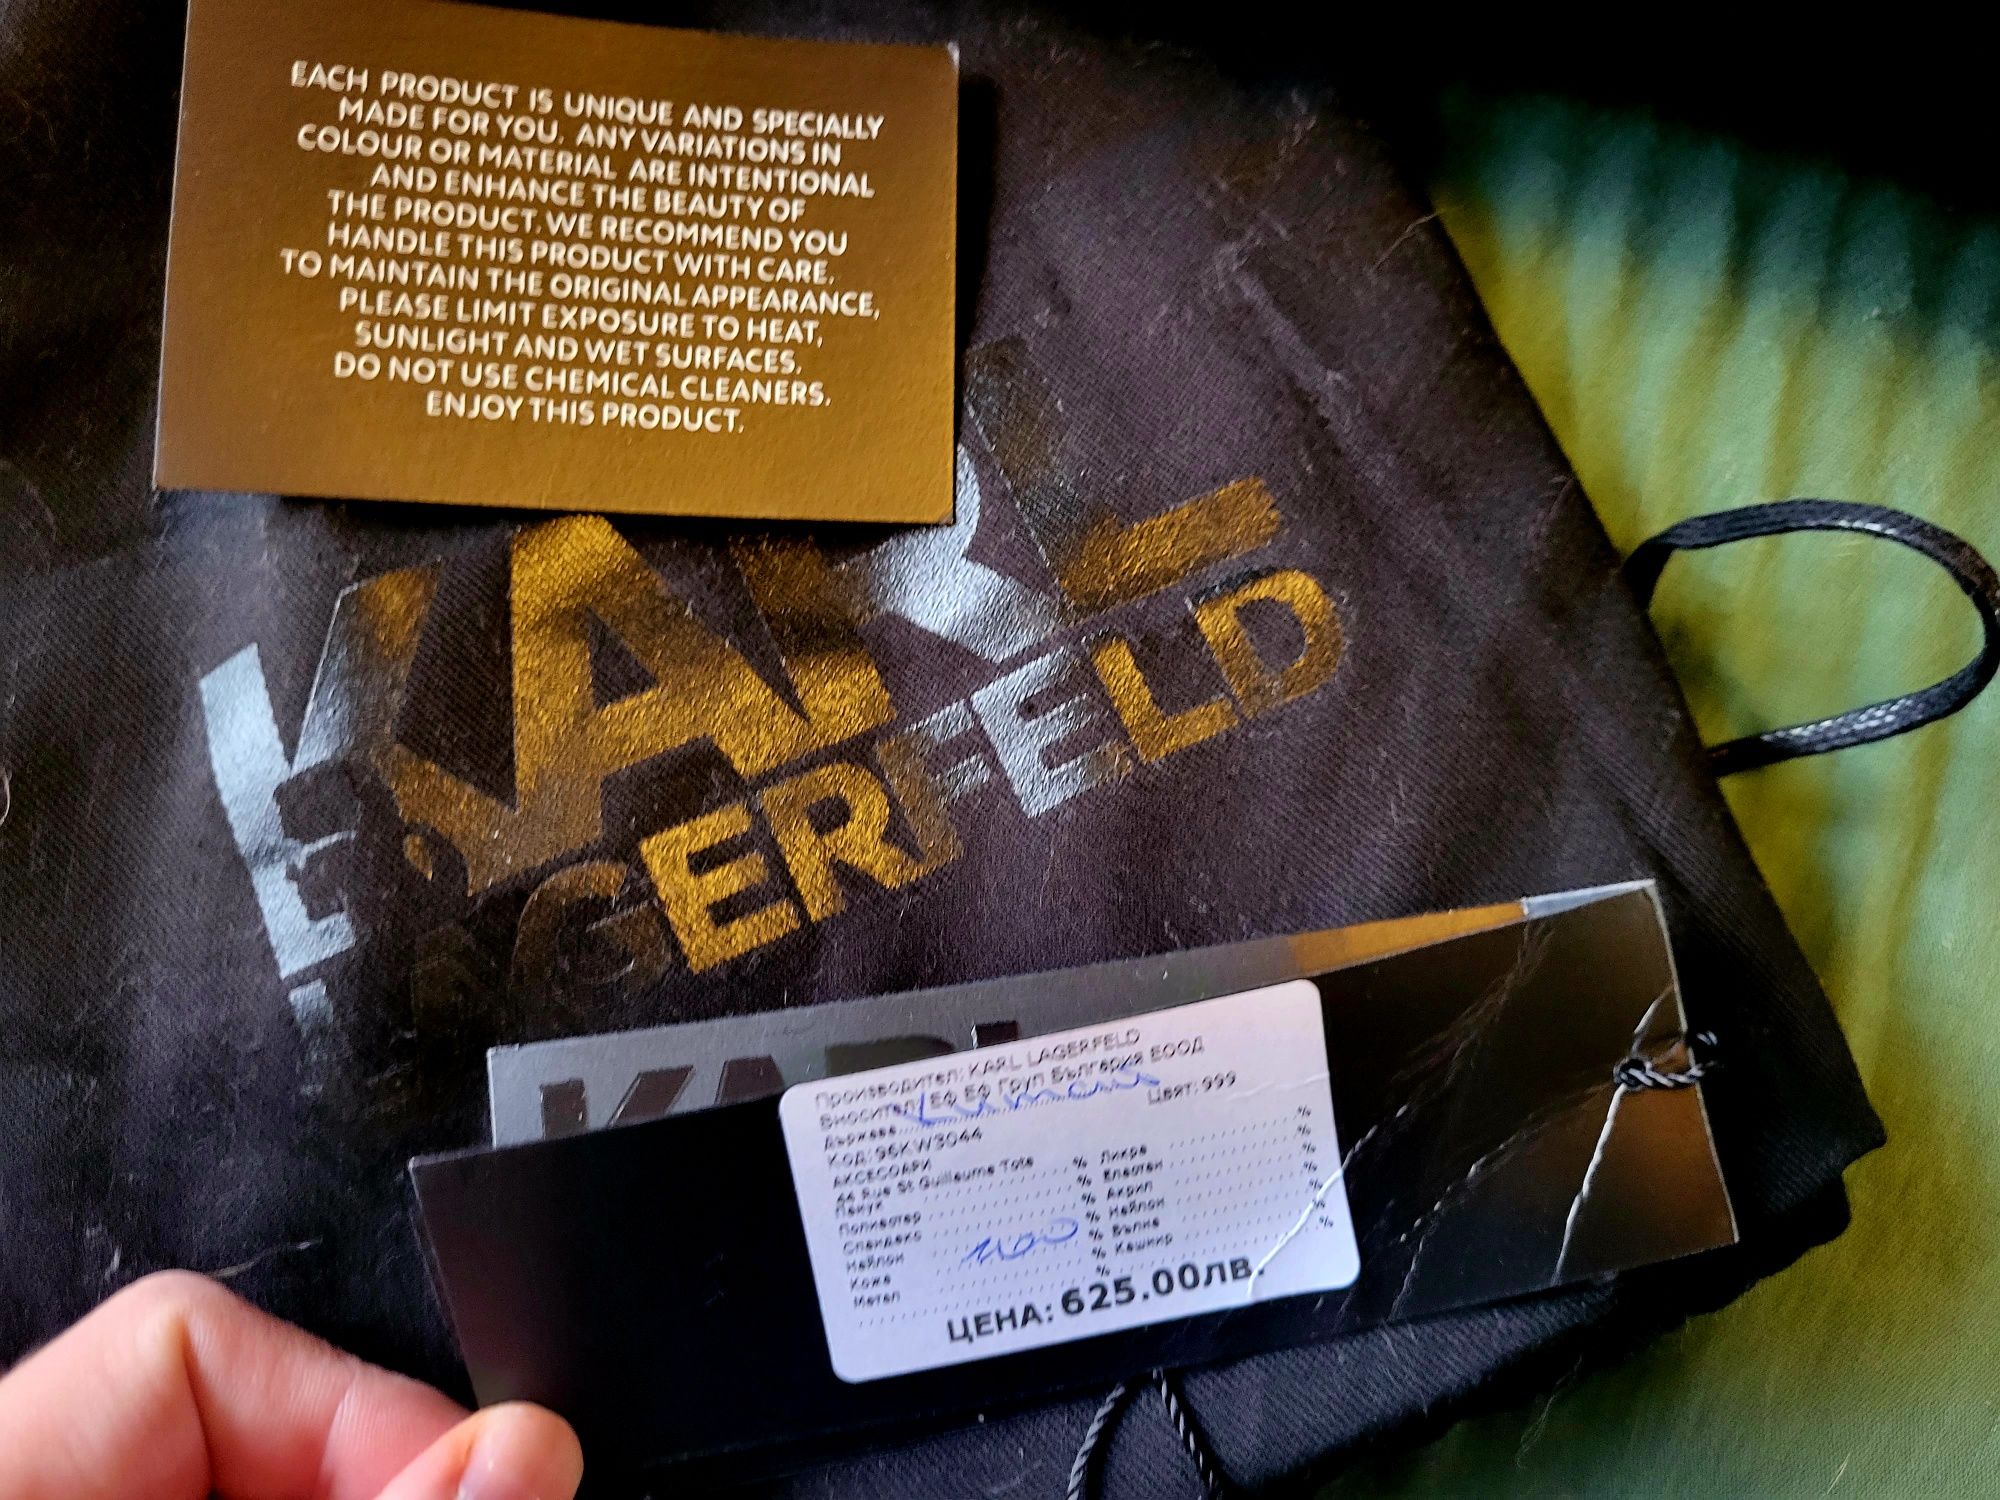 EACH PRODUCT IS UNIQUE AND SPECIALLY
MADE FOR YOU. ANY VARIATIONS IN
COLOUR OR MATERIAL ARE INTENTIONAL
AND ENHANCE THE BEAUTY OF
THE PRODUCT. WE RECOMMEND YOU
HANDLE THIS PRODUCT WITH CARE.
TO MAINTAIN THE ORIGINAL APPEARANCE,
PLEASE LIMIT EXPOSURE TO HEAT,
SUNLIGHT AND WET SURFACES.
DO NOT USE CHEMICAL CLEANERS.
ENJOY THIS PRODUCT.
KARL
LAGERFELD
KARL
Производител: KARL LAGERFELD
Вносител: ЕФ ЕФ Груп България ЕООД
Държава Цвят: 999
Код: 96KW3044
АКСЕСОАРИ
44 Rue St Guillaume Tote
Памук % Ликра %
Полиестер % Еластан %
Спандекс % Акрил %
Найлон % Найлон %
Кожа 100 % Вълна %
Метал % Кашмир %
ЦЕНА: 625.00лв.